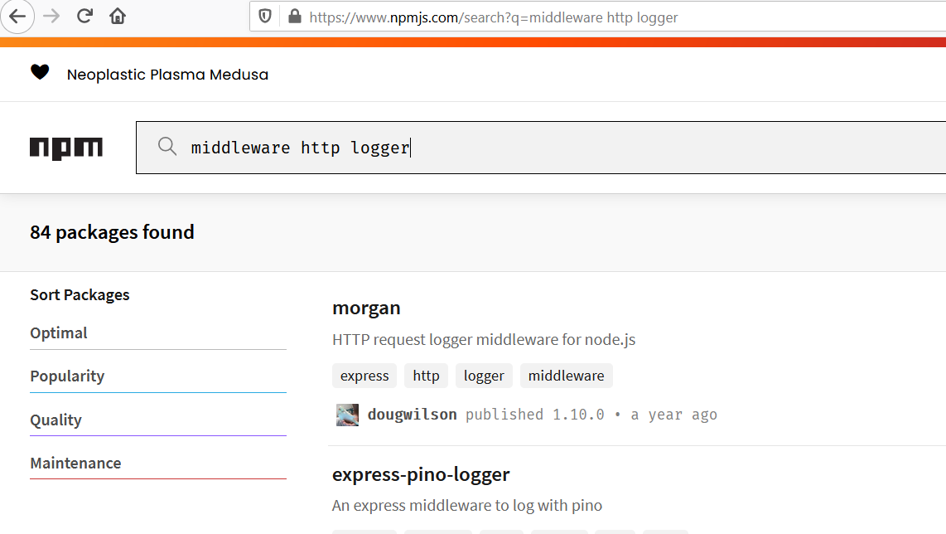 https://www.npmjs.com/search?q=middleware http logger
Neoplastic Plasma Medusa
npm
middleware http logger
84 packages found
Sort Packages
Optimal
Popularity
Quality
Maintenance
morgan
HTTP request logger middleware for node.js
express http logger middleware
dougwilson published 1.10.0 • a year ago
express-pino-logger
An express middleware to log with pino